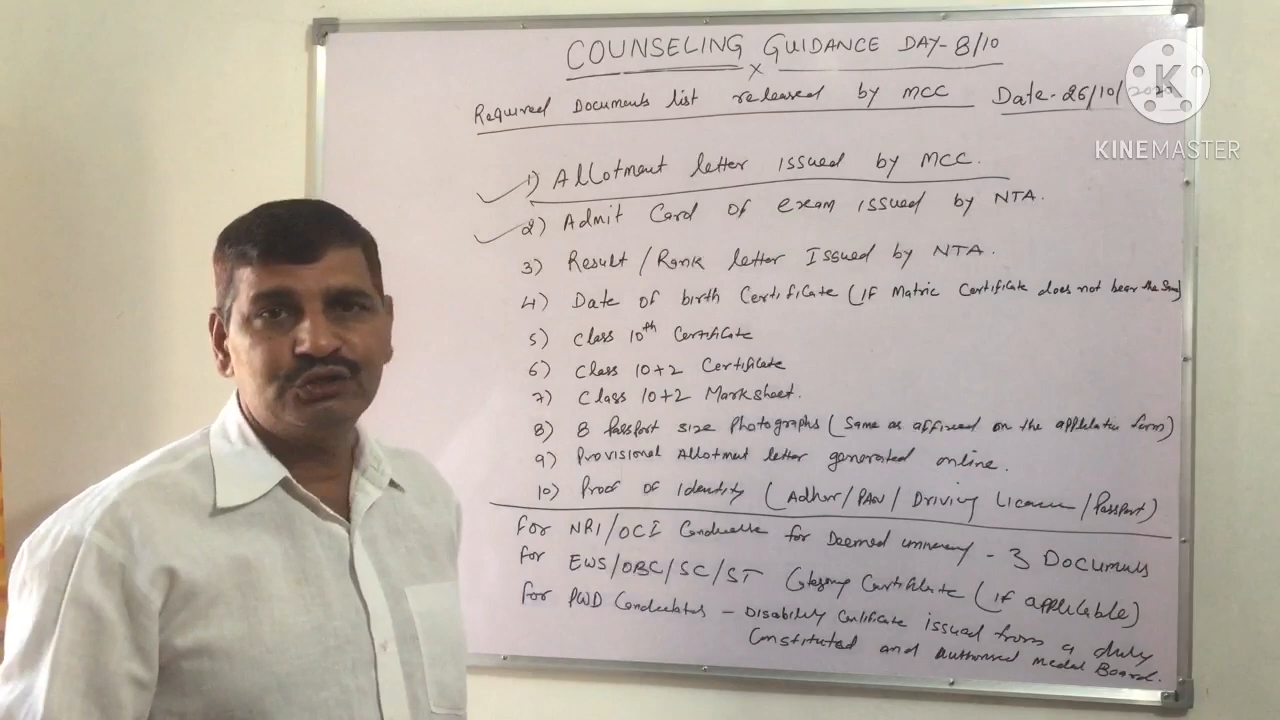 COUNSELING GUIDANCE DAY-8/10
x
Required Documents list released by MCC Date-26/10/2020
K
KINEMASTER
1) Allotment letter issued by MCC.
2) Admit Card of exam issued by NTA.
3) Result/Rank letter Issued by NTA.
4) Date of birth Certificate (IF Matric Certificate does not bear the same)
5) Class 10th Certificate
6) Class 10+2 Certificate
7) Class 10+2 Marksheet.
8) 8 Passport size Photographs (Same as affixed on the application form)
9) Provisional Allotment letter generated online.
10) Proof of Identity (Adhar/PAN/Driving Licence/Passport)
For NRI/OCI Candidate for Deemed university - 3 Documents
For EWS/OBC/SC/ST Category Certificate (if applicable)
For PWD Candidates - Disability Certificate issued from a duly
Constituted and authorised medical Board.